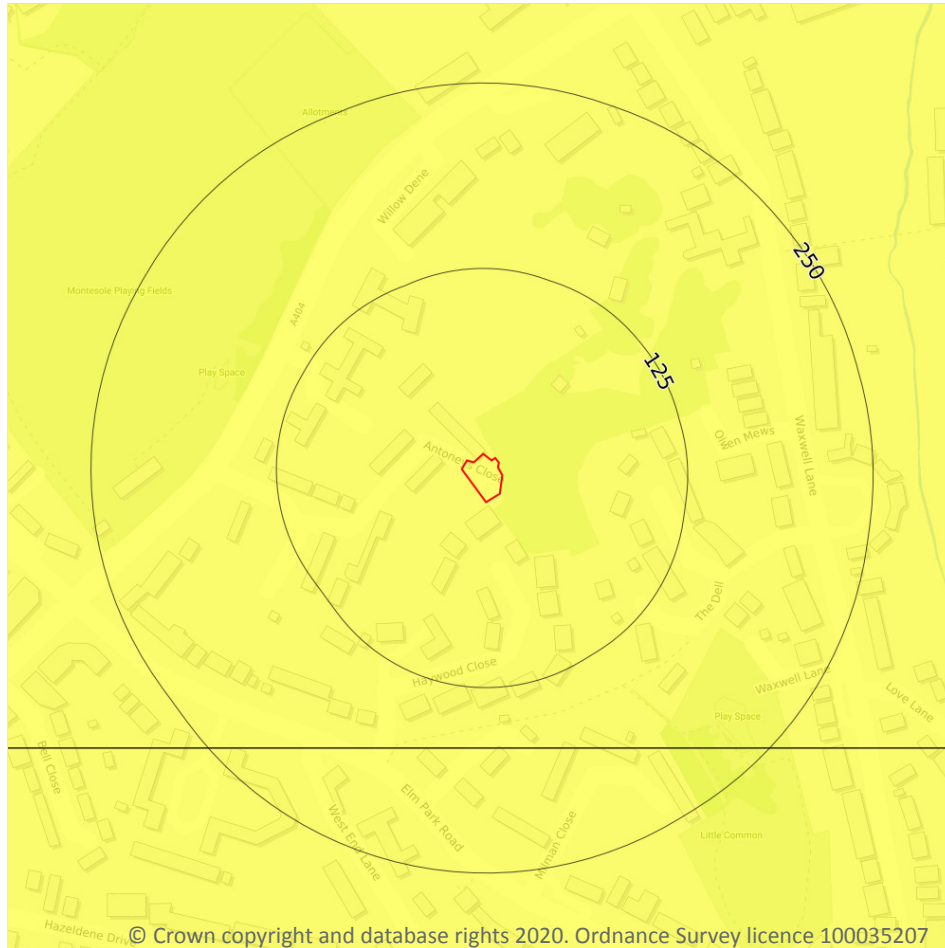 Allotments
Willow Dene
250
Montesole Playing Fields
A404
Play Space
125
Antoneys Close
Olven Mews
Waxwell Lane
The Dell
Haywood Close
Waxwell Lane
Love Lane
Play Space
Bell Close
Elm Park Road
West End Lane
Milman Close
Little Common
Hazeldene Drive
© Crown copyright and database rights 2020. Ordnance Survey licence 100035207